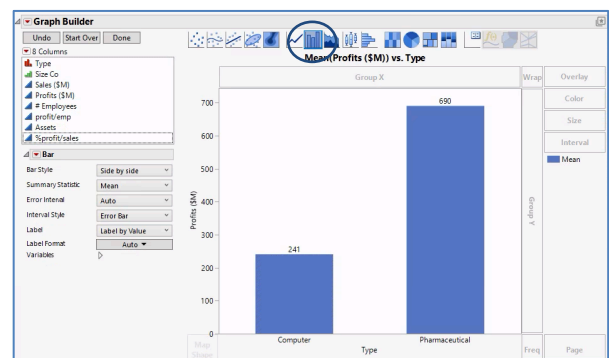 Graph Builder
Undo Start Over Done
8 Columns
Type
Size Co
Sales ($M)
Profits ($M)
# Employees
profit/emp
Assets
%profit/sales
Bar
Bar Style Side by side
Summary Statistic Mean
Error Interval Auto
Interval Style Error Bar
Label Label by Value
Label Format Auto
Variables
Mean(Profits ($M)) vs. Type
Group X
Wrap
Overlay
Color
Size
Interval
Mean
Group Y
Profits ($M)
700
600
500
400
300
200
100
0
690
241
Computer
Pharmaceutical
Type
Map Shape
Freq
Page